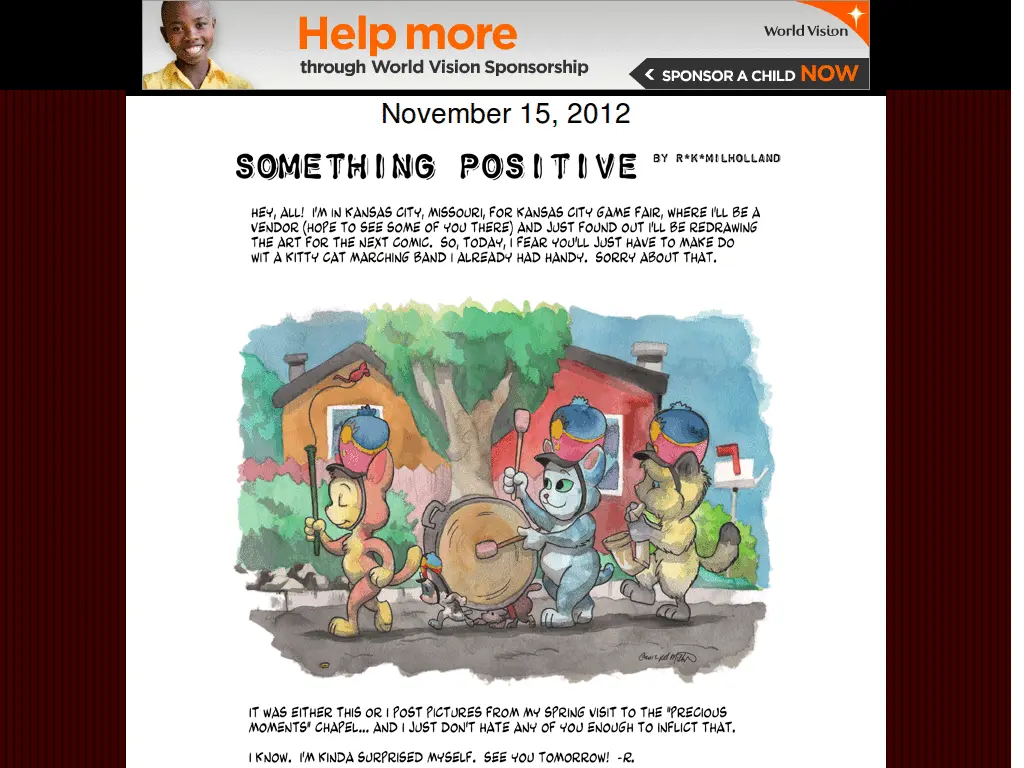 Help more
through World Vision Sponsorship
World Vision
< SPONSOR A CHILD NOW
November 15, 2012
SOMETHING POSITIVE BY R*K*MILHOLLAND
HEY, ALL! I'M IN KANSAS CITY, MISSOURI, FOR KANSAS CITY GAME FAIR, WHERE I'LL BE A
VENDOR (HOPE TO SEE SOME OF YOU THERE) AND JUST FOUND OUT I'LL BE REDRAWING
THE ART FOR THE NEXT COMIC. SO, TODAY, I FEAR YOU'LL JUST HAVE TO MAKE DO
WIT A KITTY CAT MARCHING BAND I ALREADY HAD HANDY. SORRY ABOUT THAT.
IT WAS EITHER THIS OR I POST PICTURES FROM MY SPRING VISIT TO THE "PRECIOUS
MOMENTS" CHAPEL... AND I JUST DON'T HATE ANY OF YOU ENOUGH TO INFLICT THAT.
I KNOW. I'M KINDA SURPRISED MYSELF. SEE YOU TOMORROW! -R.